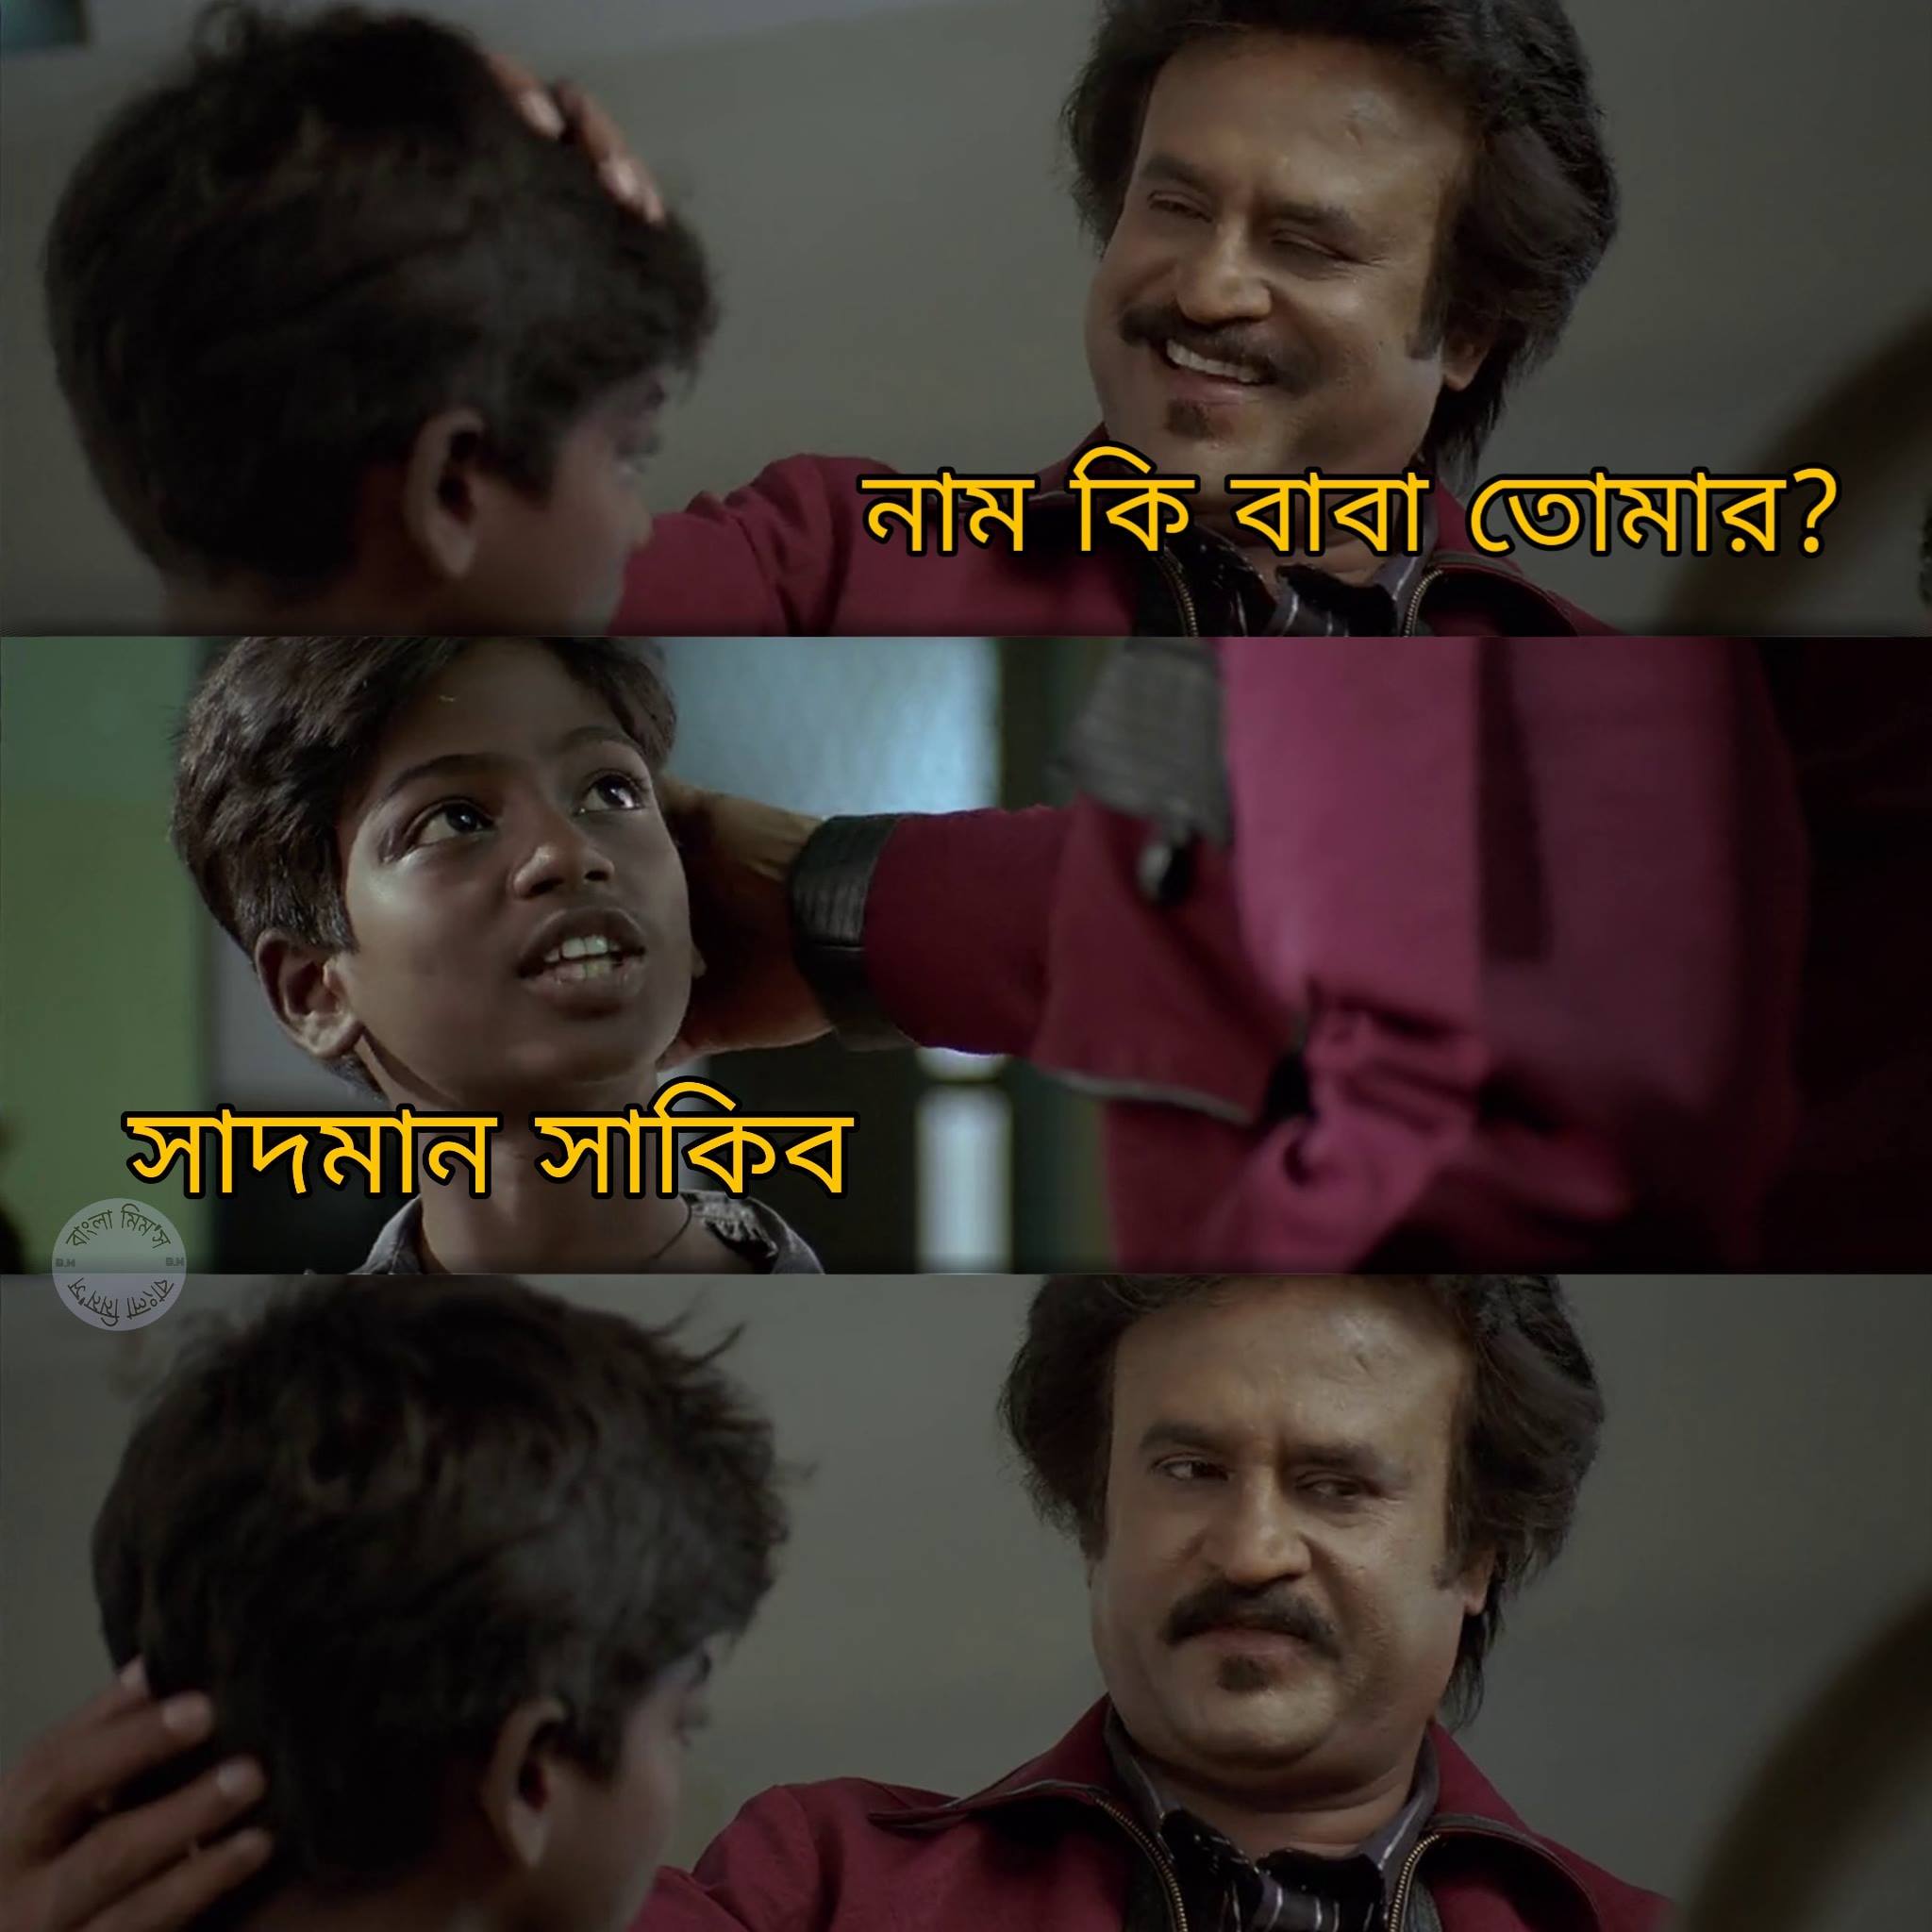 নাম কি বাবা তোমার?
সাদমান সাকিব
বাংলা মিম'স
B.M B.M
বাংলা মিম'স